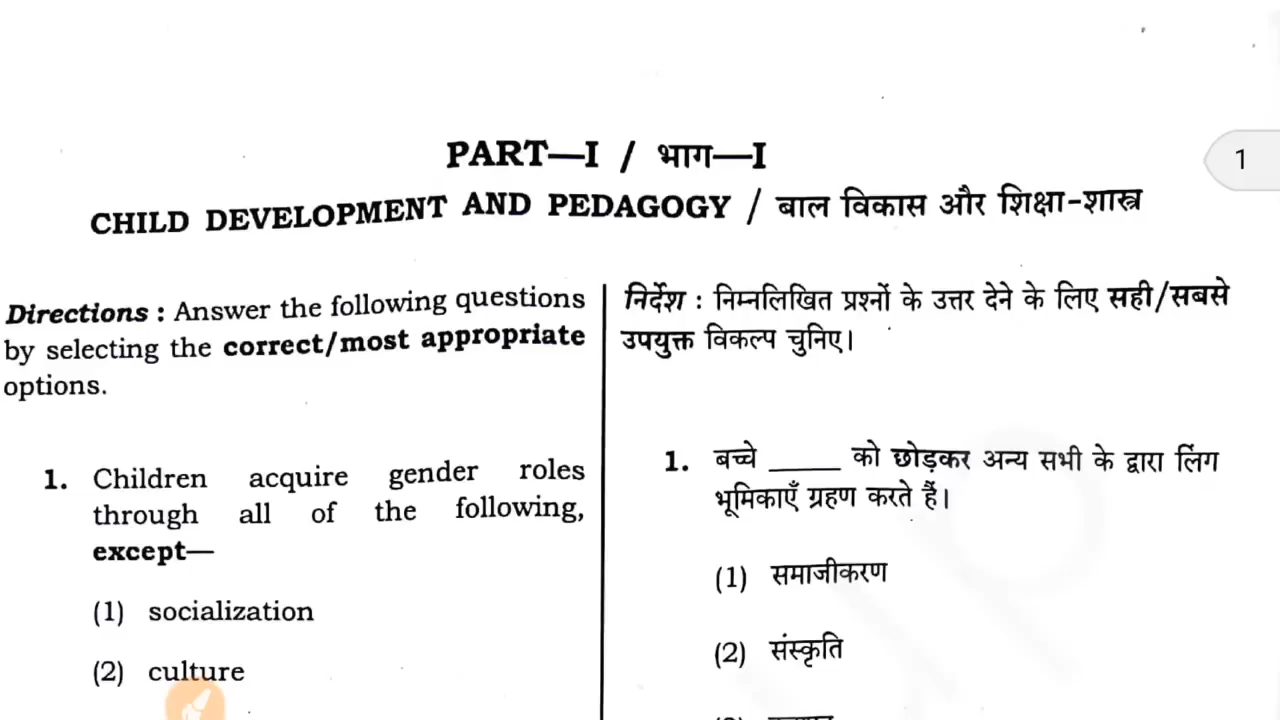 PART—I / भाग—I
CHILD DEVELOPMENT AND PEDAGOGY / बाल विकास और शिक्षा-शास्त्र
1
Directions : Answer the following questions
by selecting the correct/most appropriate
options.
1. Children acquire gender roles
through all of the following,
except—
(1) socialization
(2) culture
निर्देश : निम्नलिखित प्रश्नों के उत्तर देने के लिए सही/सबसे
उपयुक्त विकल्प चुनिए।
1. बच्चे _____ को छोड़कर अन्य सभी के द्वारा लिंग
भूमिकाएँ ग्रहण करते हैं।
(1) समाजीकरण
(2) संस्कृति